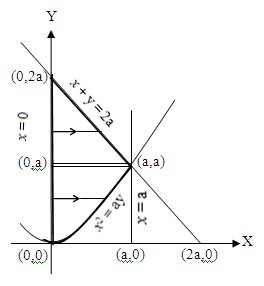 Y
(0,2a)
x + y = 2a
x = 0
(0,a)
(a,a)
x² = ay
x = a
X
(0,0)
(a,0)
(2a,0)